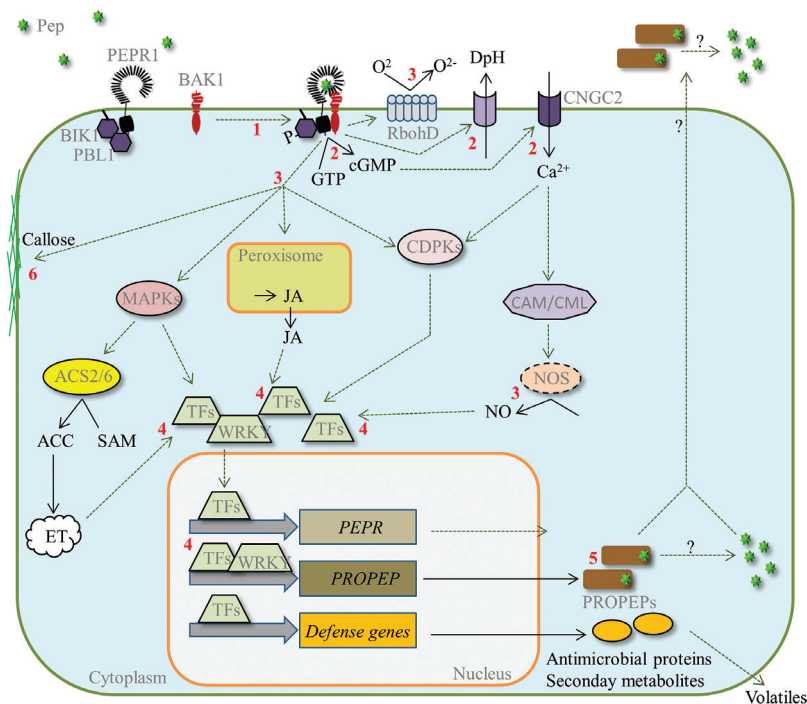 Pep
PEPR1
BAK1
BIK1
PBL1
1
P
2
GTP
cGMP
O2
3
O2-
RbohD
DpH
2
CNGC2
2
Ca2+
?
?
3
Callose
6
Peroxisome
JA
JA
CDPKs
MAPKs
CAM/CML
ACS2/6
NOS
3
NO
ACC
SAM
ET
4
TFs
WRKY
4
TFs
TFs
4
TFs
PEPR
4
TFs
WRKY
PROPEP
TFs
Defense genes
5
?
PROPEPs
Antimicrobial proteins
Seconday metabolites
Volatiles
Cytoplasm
Nucleus